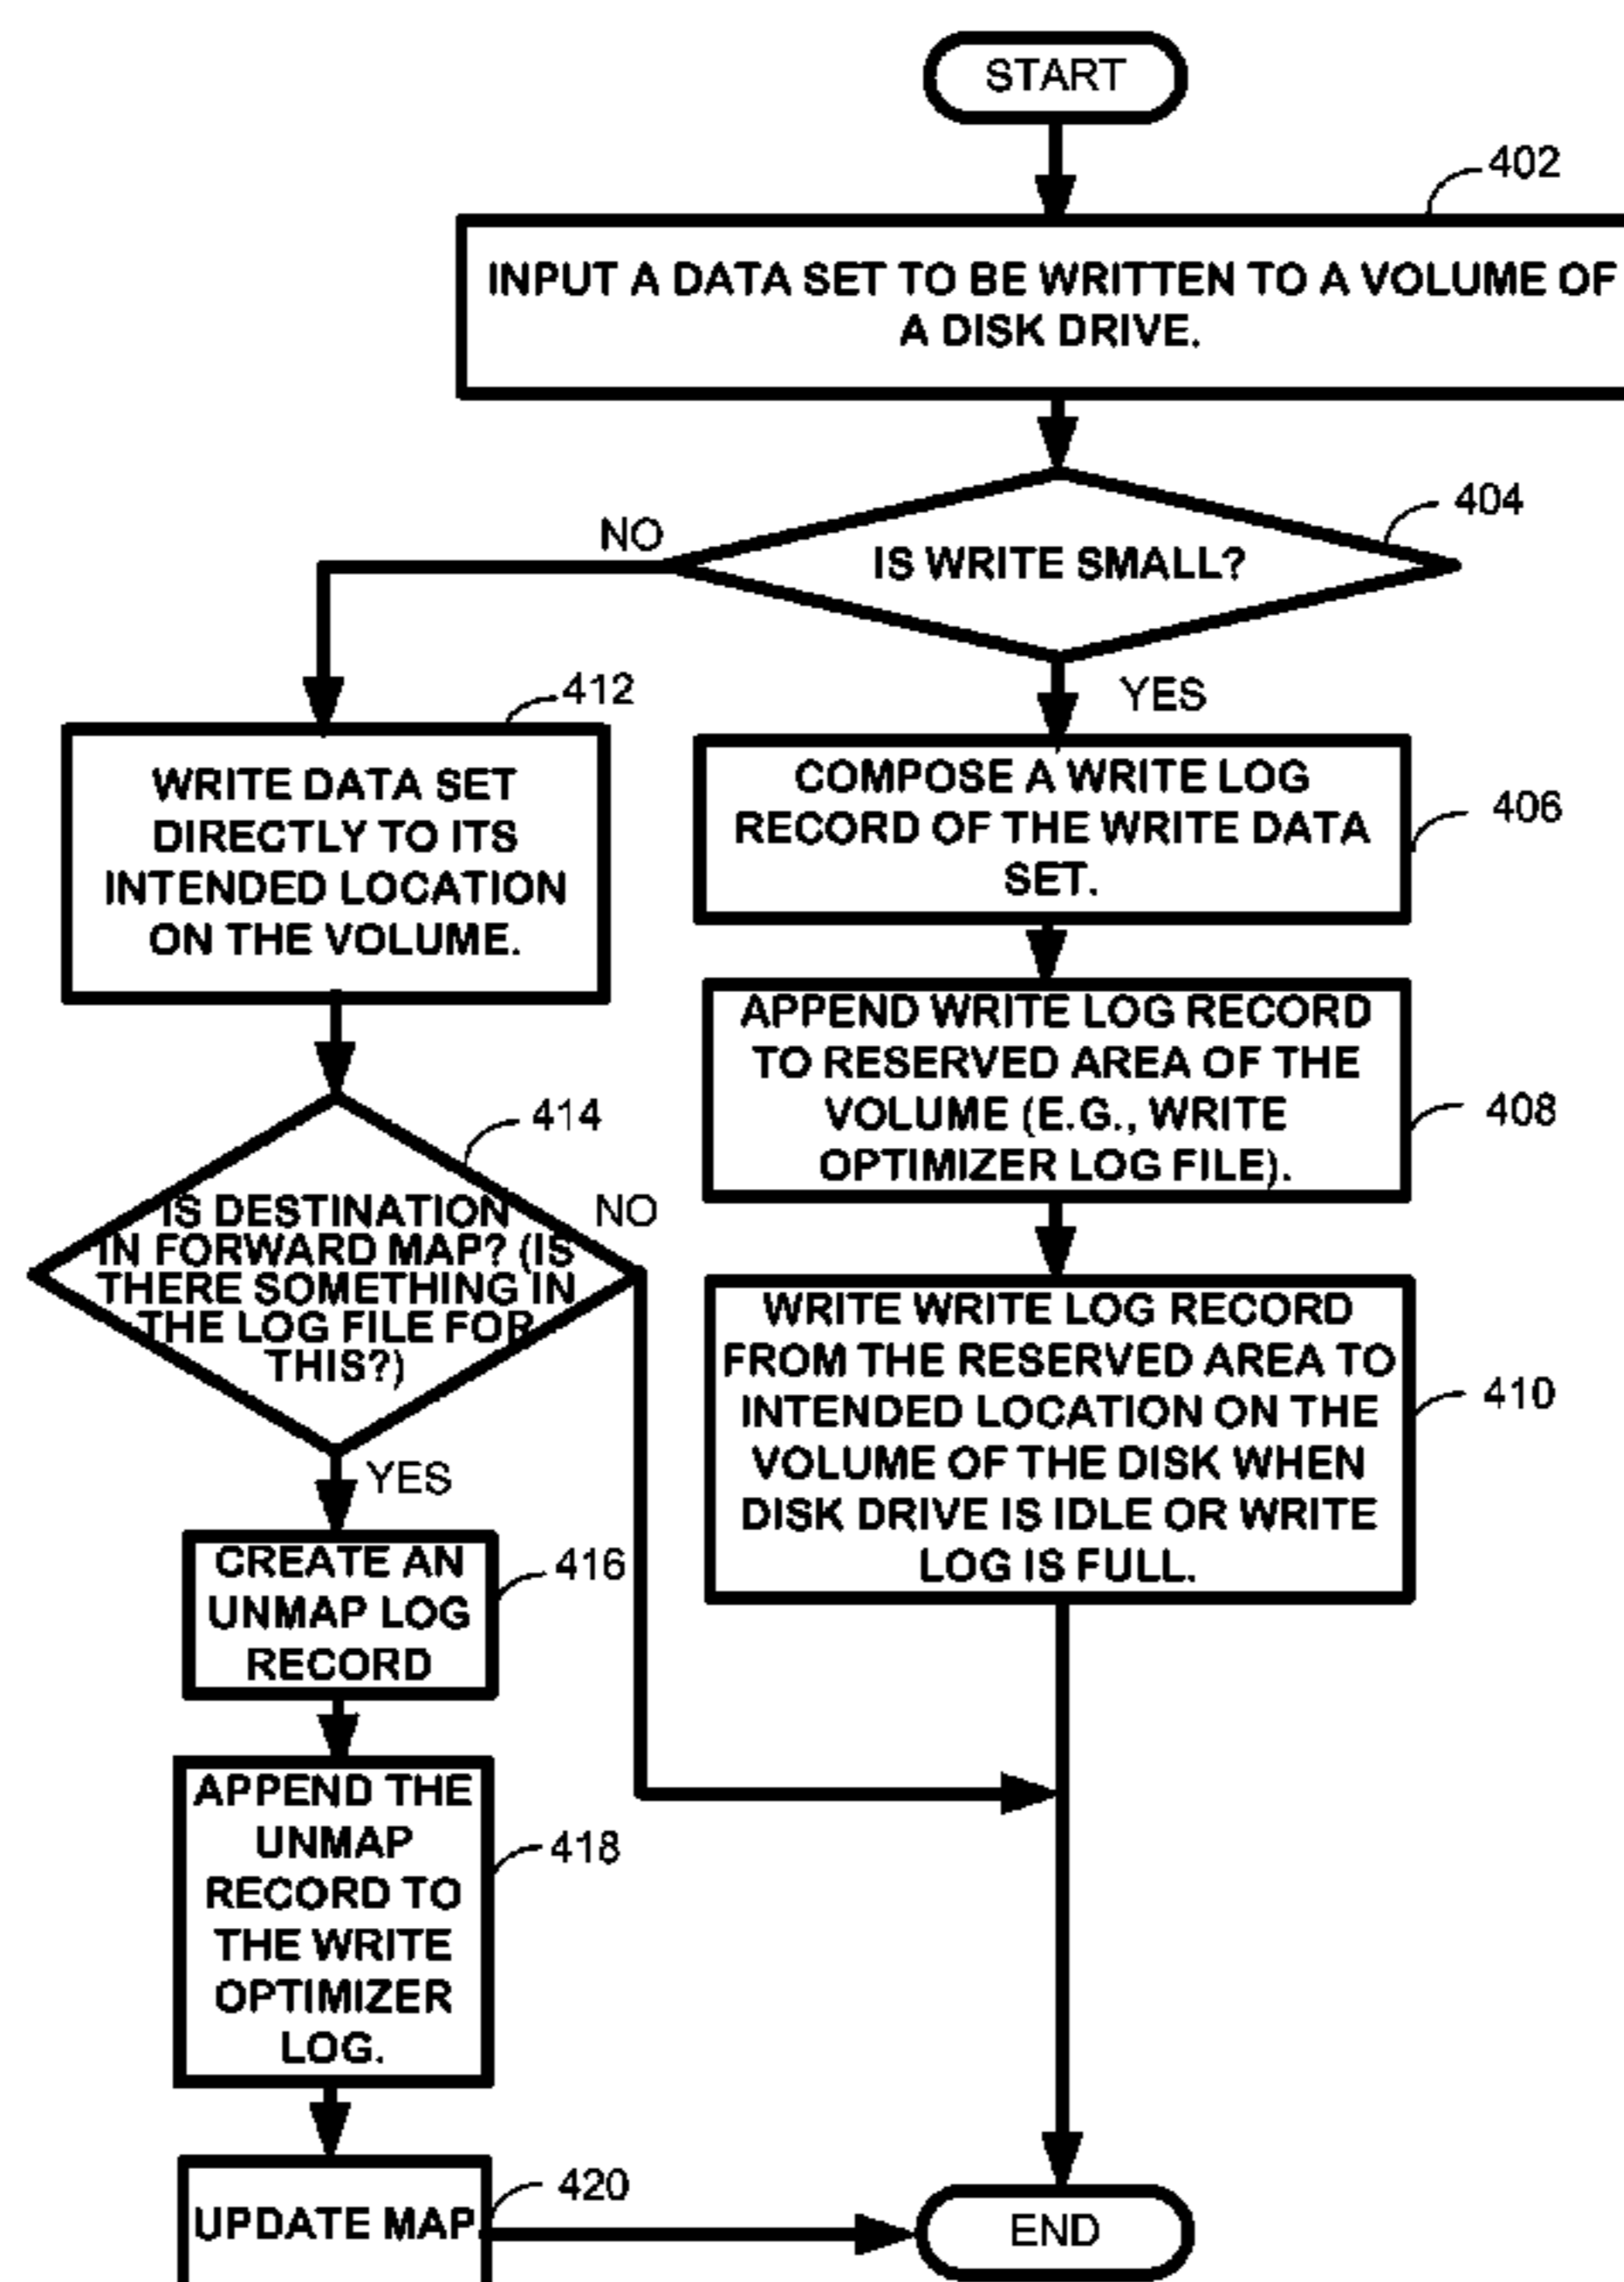 START
402
INPUT A DATA SET TO BE WRITTEN TO A VOLUME OF
A DISK DRIVE.
404
NO
IS WRITE SMALL?
YES
412
WRITE DATA SET
DIRECTLY TO ITS
INTENDED LOCATION
ON THE VOLUME.
COMPOSE A WRITE LOG
RECORD OF THE WRITE DATA
SET.
406
APPEND WRITE LOG RECORD
TO RESERVED AREA OF THE
VOLUME (E.G., WRITE
OPTIMIZER LOG FILE).
408
414
IS DESTINATION
IN FORWARD MAP? (IS
THERE SOMETHING IN
THE LOG FILE FOR
THIS?)
NO
YES
WRITE WRITE LOG RECORD
FROM THE RESERVED AREA TO
INTENDED LOCATION ON THE
VOLUME OF THE DISK WHEN
DISK DRIVE IS IDLE OR WRITE
LOG IS FULL.
410
CREATE AN
UNMAP LOG
RECORD
416
APPEND THE
UNMAP
RECORD TO
THE WRITE
OPTIMIZER
LOG.
418
UPDATE MAP
420
END